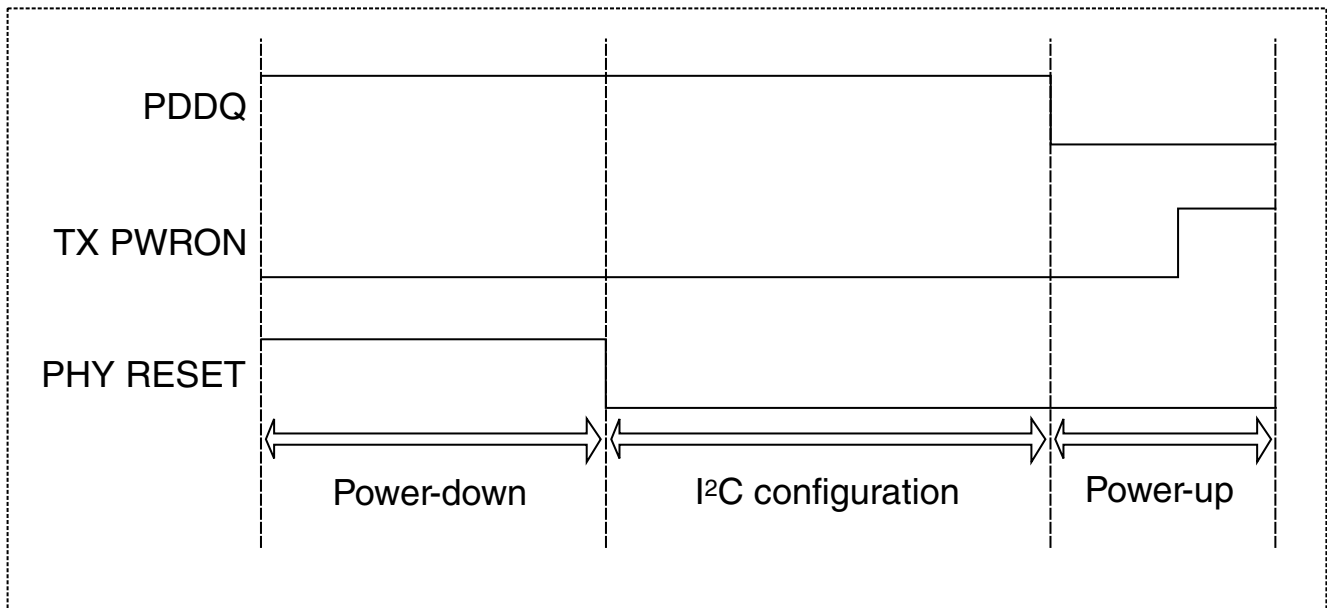 PDDQ
TX PWRON
PHY RESET
Power-down
I²C configuration
Power-up